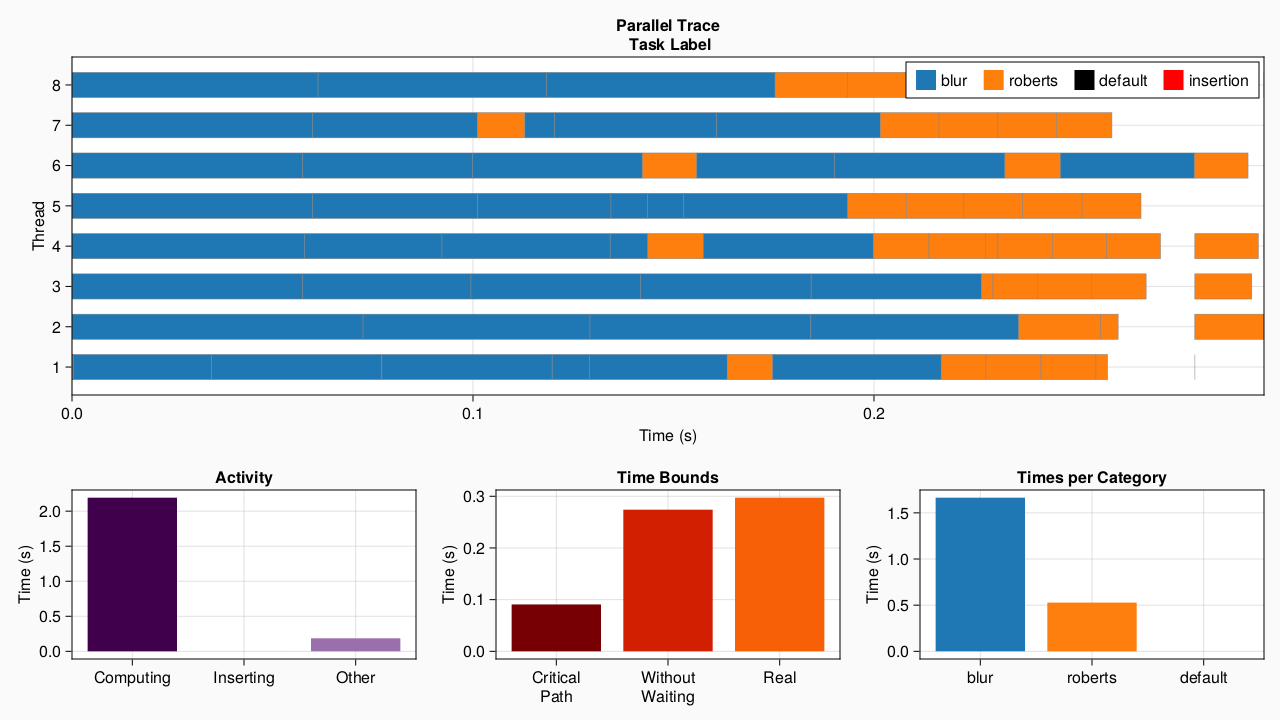 Parallel Trace
Task Label
blur roberts default insertion
Thread
8
7
6
5
4
3
2
1
0.0 0.1 0.2
Time (s)
Activity
Time (s)
2.0
1.5
1.0
0.5
0.0
Computing Inserting Other
Time Bounds
Time (s)
0.3
0.2
0.1
0.0
Critical Path Without Waiting Real
Times per Category
Time (s)
1.5
1.0
0.5
0.0
blur roberts default